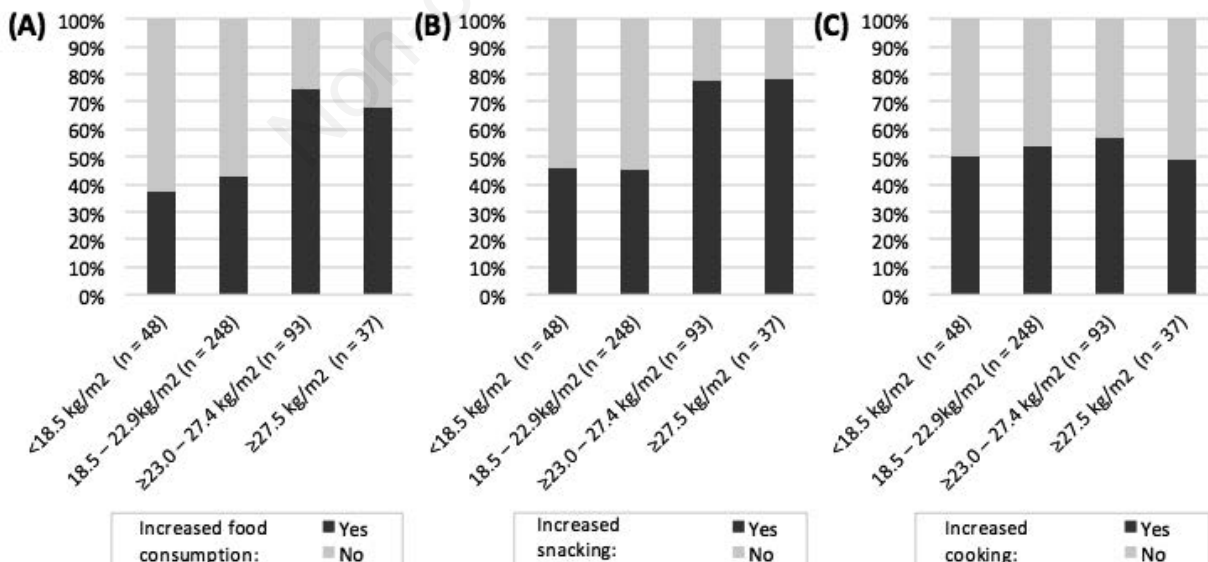 (A)
100%
90%
80%
70%
60%
50%
40%
30%
20%
10%
0%
<18.5 kg/m2 (n = 48)
18.5 – 22.9kg/m2 (n = 248)
≥23.0 – 27.4 kg/m2 (n = 93)
≥27.5 kg/m2 (n = 37)
Increased food
consumption:
Yes
No
(B)
100%
90%
80%
70%
60%
50%
40%
30%
20%
10%
0%
<18.5 kg/m2 (n = 48)
18.5 – 22.9kg/m2 (n = 248)
≥23.0 – 27.4 kg/m2 (n = 93)
≥27.5 kg/m2 (n = 37)
Increased
snacking:
Yes
No
(C)
100%
90%
80%
70%
60%
50%
40%
30%
20%
10%
0%
<18.5 kg/m2 (n = 48)
18.5 – 22.9kg/m2 (n = 248)
≥23.0 – 27.4 kg/m2 (n = 93)
≥27.5 kg/m2 (n = 37)
Increased
cooking:
Yes
No
Non